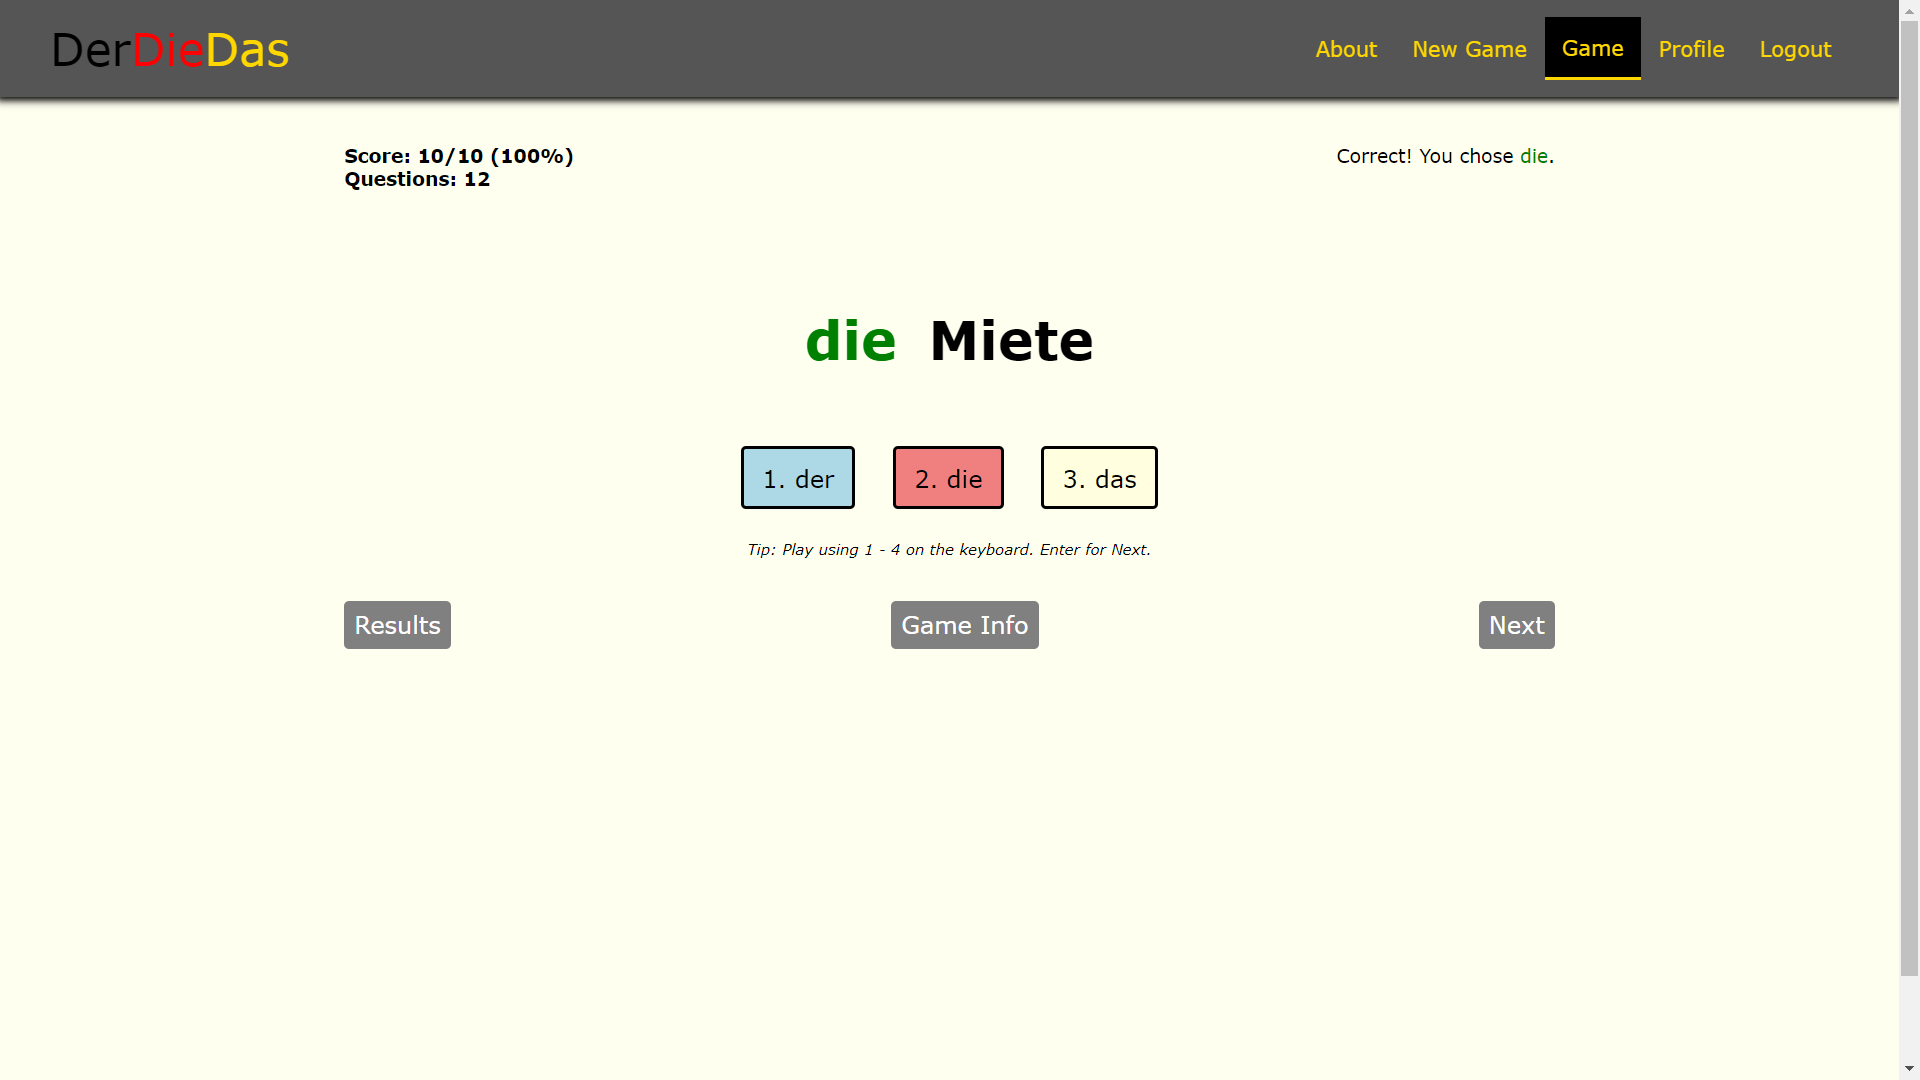 DerDieDas
About New Game Game Profile Logout
Score: 10/10 (100%)
Questions: 12
Correct! You chose die.
die Miete
1. der 2. die 3. das
Tip: Play using 1 - 4 on the keyboard. Enter for Next.
Results Game Info Next